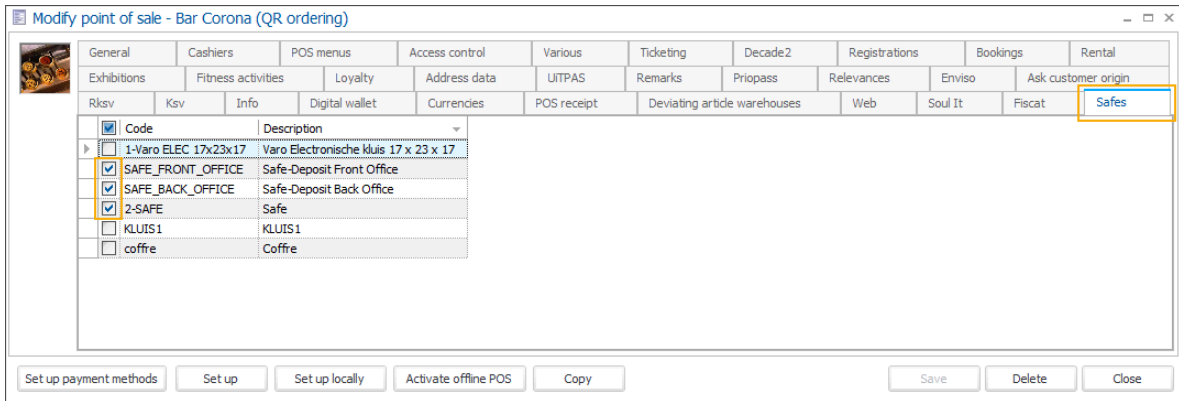 Modify point of sale - Bar Corona (QR ordering)
General Cashiers POS menus Access control Various Ticketing Decade2 Registrations Bookings Rental
Exhibitions Fitness activities Loyalty Address data UiTPAS Remarks Priopass Relevances Enviso Ask customer origin
Rksv Ksv Info Digital wallet Currencies POS receipt Deviating article warehouses Web Soul It Fiscat Safes
Code Description
1-Varo ELEC 17x23x17 Varo Electronische kluis 17 x 23 x 17
SAFE_FRONT_OFFICE Safe-Deposit Front Office
SAFE_BACK_OFFICE Safe-Deposit Back Office
2-SAFE Safe
KLUIS1 KLUIS1
coffre Coffre
Set up payment methods Set up Set up locally Activate offline POS Copy Save Delete Close